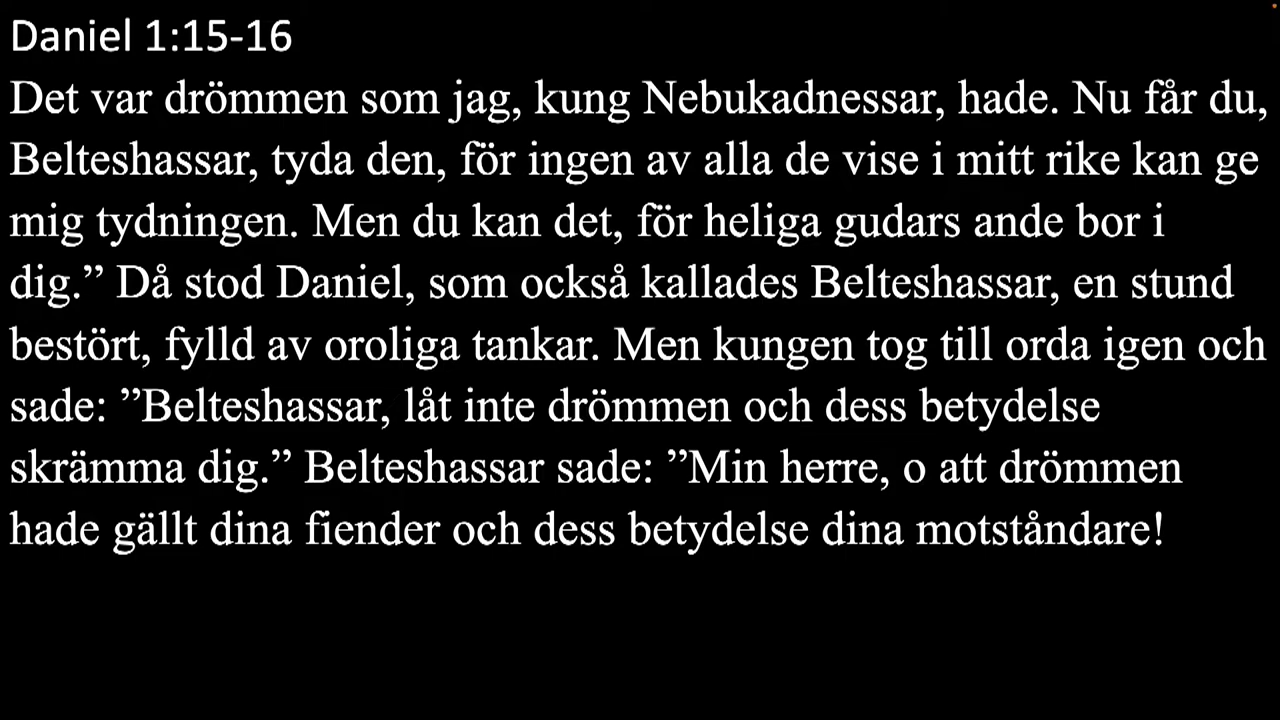 Daniel 1:15-16
Det var drömmen som jag, kung Nebukadnessar, hade. Nu får du,
Belteshassar, tyda den, för ingen av alla de vise i mitt rike kan ge
mig tydningen. Men du kan det, för heliga gudars ande bor i
dig.” Då stod Daniel, som också kallades Belteshassar, en stund
bestört, fylld av oroliga tankar. Men kungen tog till orda igen och
sade: ”Belteshassar, låt inte drömmen och dess betydelse
skrämma dig.” Belteshassar sade: ”Min herre, o att drömmen
hade gällt dina fiender och dess betydelse dina motståndare!